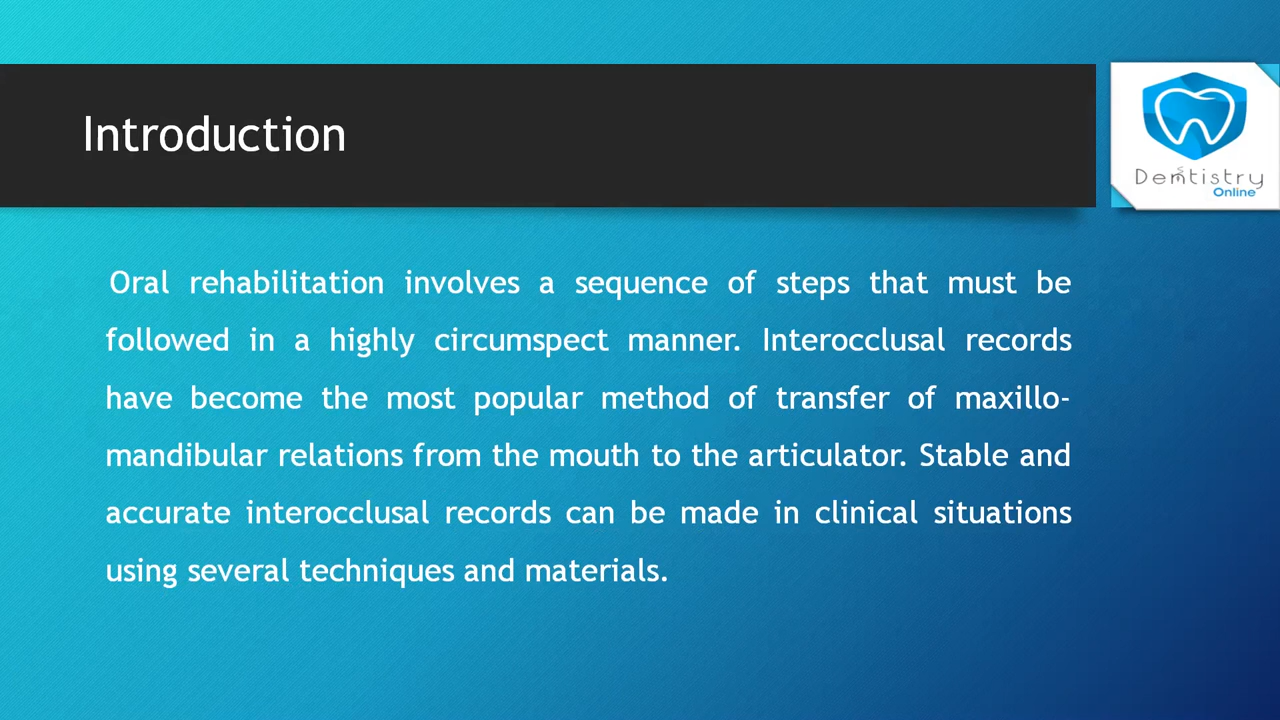 Introduction
Dentistry
Online
Oral rehabilitation involves a sequence of steps that must be
followed in a highly circumspect manner. Interocclusal records
have become the most popular method of transfer of maxillo-
mandibular relations from the mouth to the articulator. Stable and
accurate interocclusal records can be made in clinical situations
using several techniques and materials.